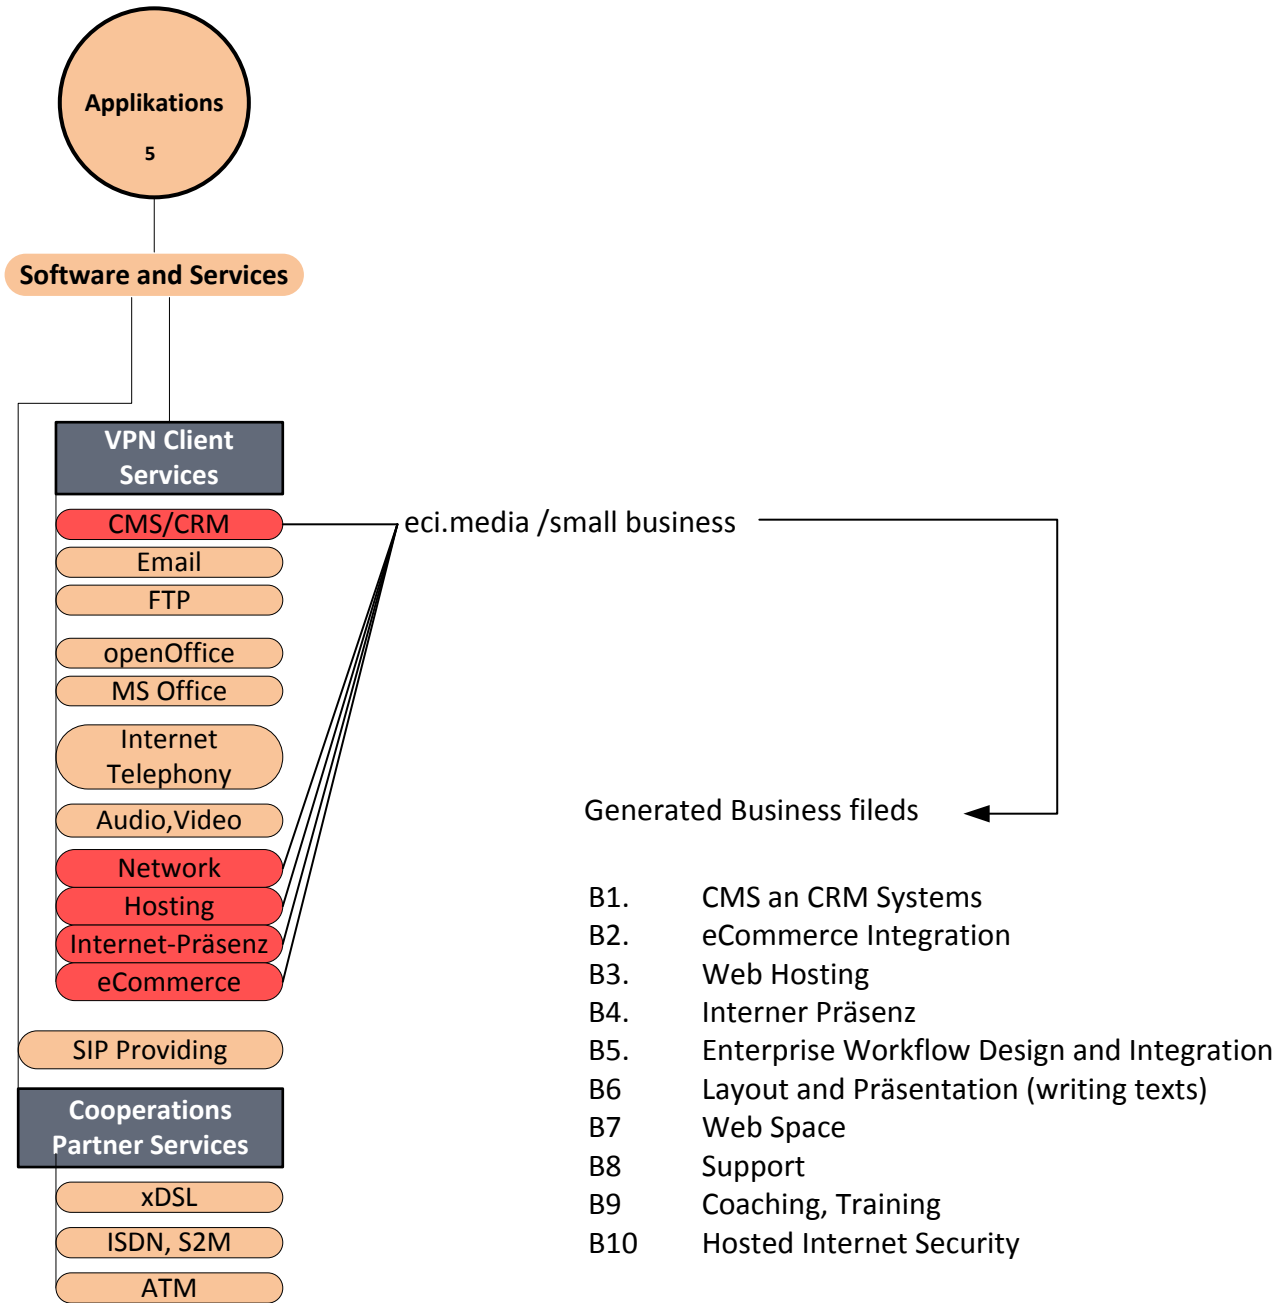 Applikations
5
Software and Services
VPN Client
Services
CMS/CRM
eci.media /small business
Email
FTP
openOffice
MS Office
Internet
Telephony
Audio,Video
Network
Hosting
Internet-Präsenz
eCommerce
SIP Providing
Cooperations
Partner Services
xDSL
ISDN, S2M
ATM
Generated Business fileds
B1. CMS an CRM Systems
B2. eCommerce Integration
B3. Web Hosting
B4. Interner Präsenz
B5. Enterprise Workflow Design and Integration
B6 Layout and Präsentation (writing texts)
B7 Web Space
B8 Support
B9 Coaching, Training
B10 Hosted Internet Security